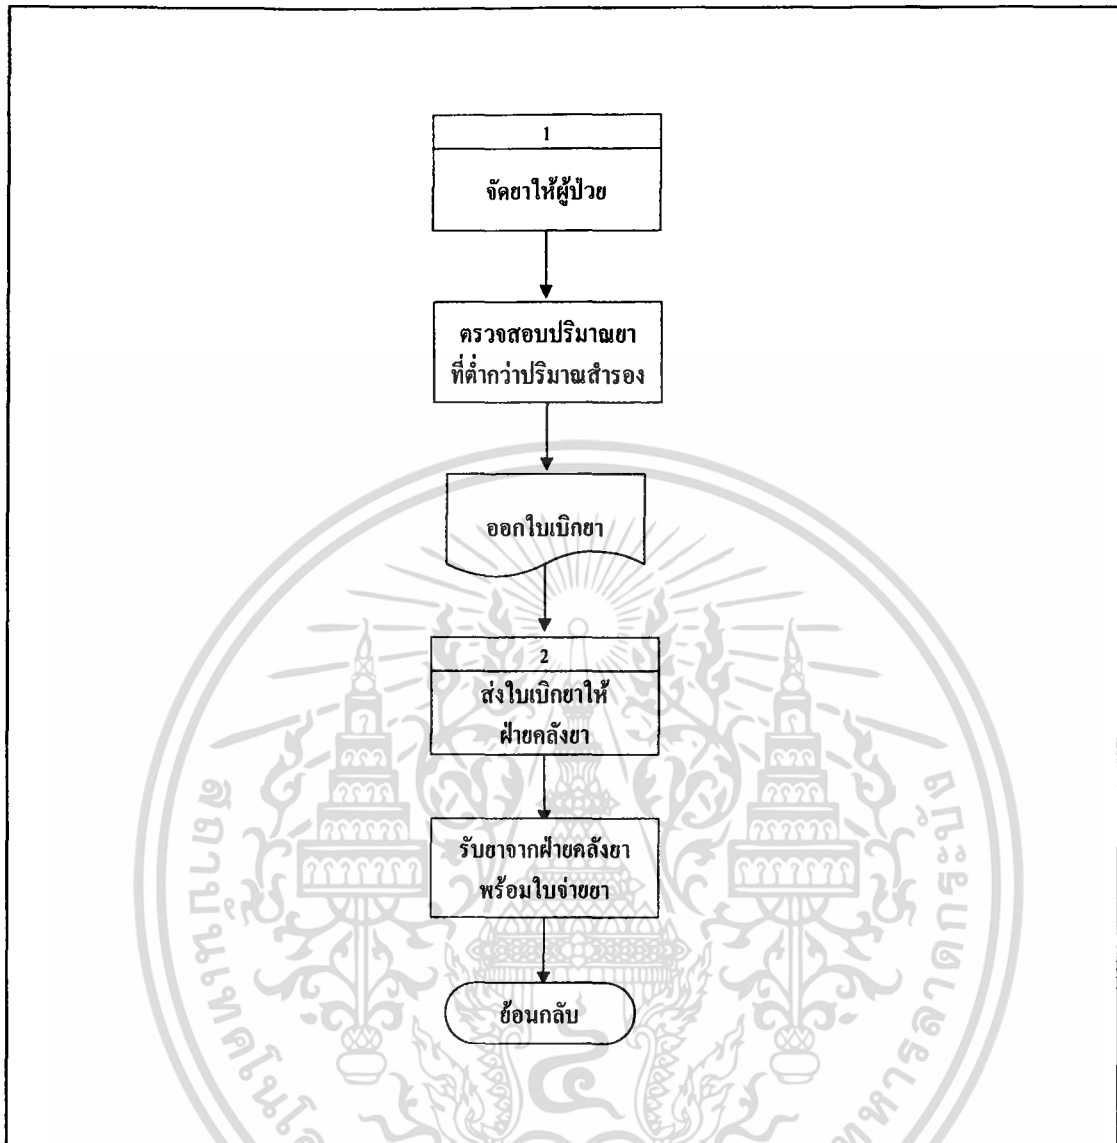 1
จัดยาให้ผู้ป่วย
ตรวจสอบปริมาณยา
ที่ต่ำกว่าปริมาณสำรอง
ออกใบเบิกยา
2
ส่งใบเบิกยาให้
ฝ่ายคลังยา
รับยาจากฝ่ายคลังยา
พร้อมใบจ่ายยา
ย้อนกลับ